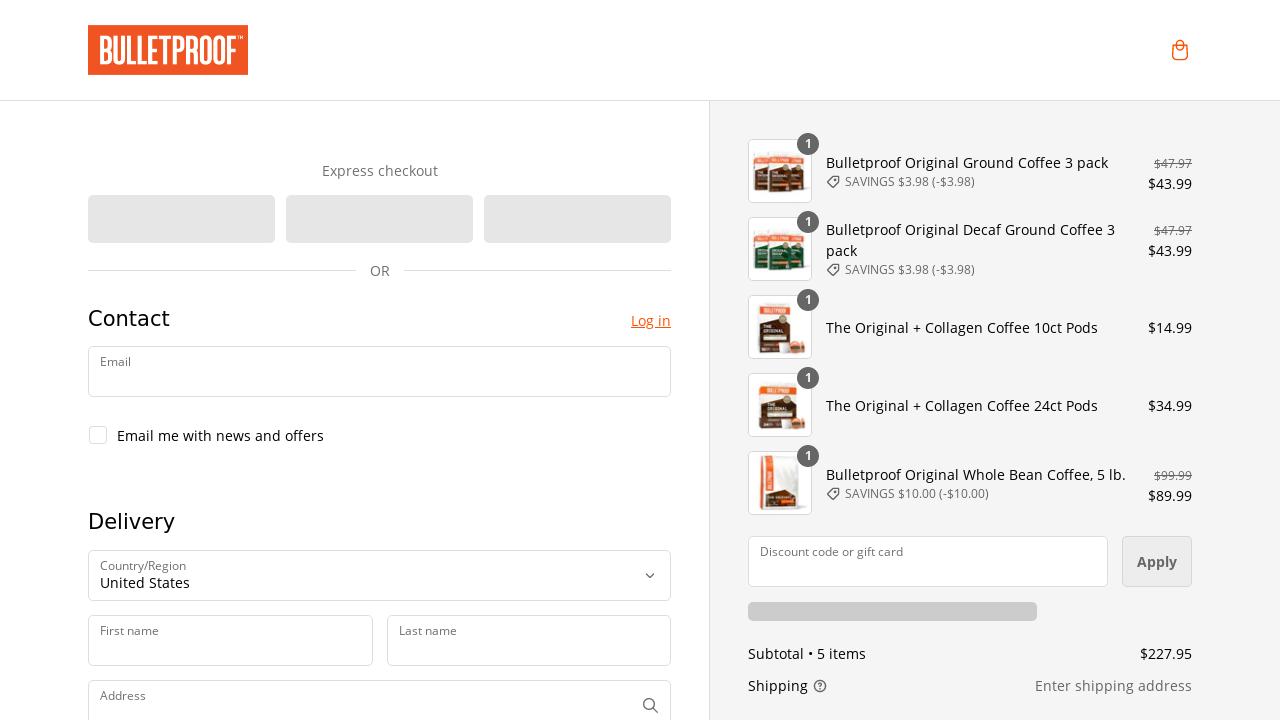 BULLETPROOF™
Express checkout
OR
Contact
Log in
Email
Email me with news and offers
Delivery
Country/Region
United States
First name
Last name
Address
1
Bulletproof Original Ground Coffee 3 pack
SAVINGS $3.98 (-$3.98)
$47.97
$43.99
1
Bulletproof Original Decaf Ground Coffee 3
pack
SAVINGS $3.98 (-$3.98)
$47.97
$43.99
1
The Original + Collagen Coffee 10ct Pods
$14.99
1
The Original + Collagen Coffee 24ct Pods
$34.99
1
Bulletproof Original Whole Bean Coffee, 5 lb.
SAVINGS $10.00 (-$10.00)
$99.99
$89.99
Discount code or gift card
Apply
Subtotal • 5 items
$227.95
Shipping
Enter shipping address